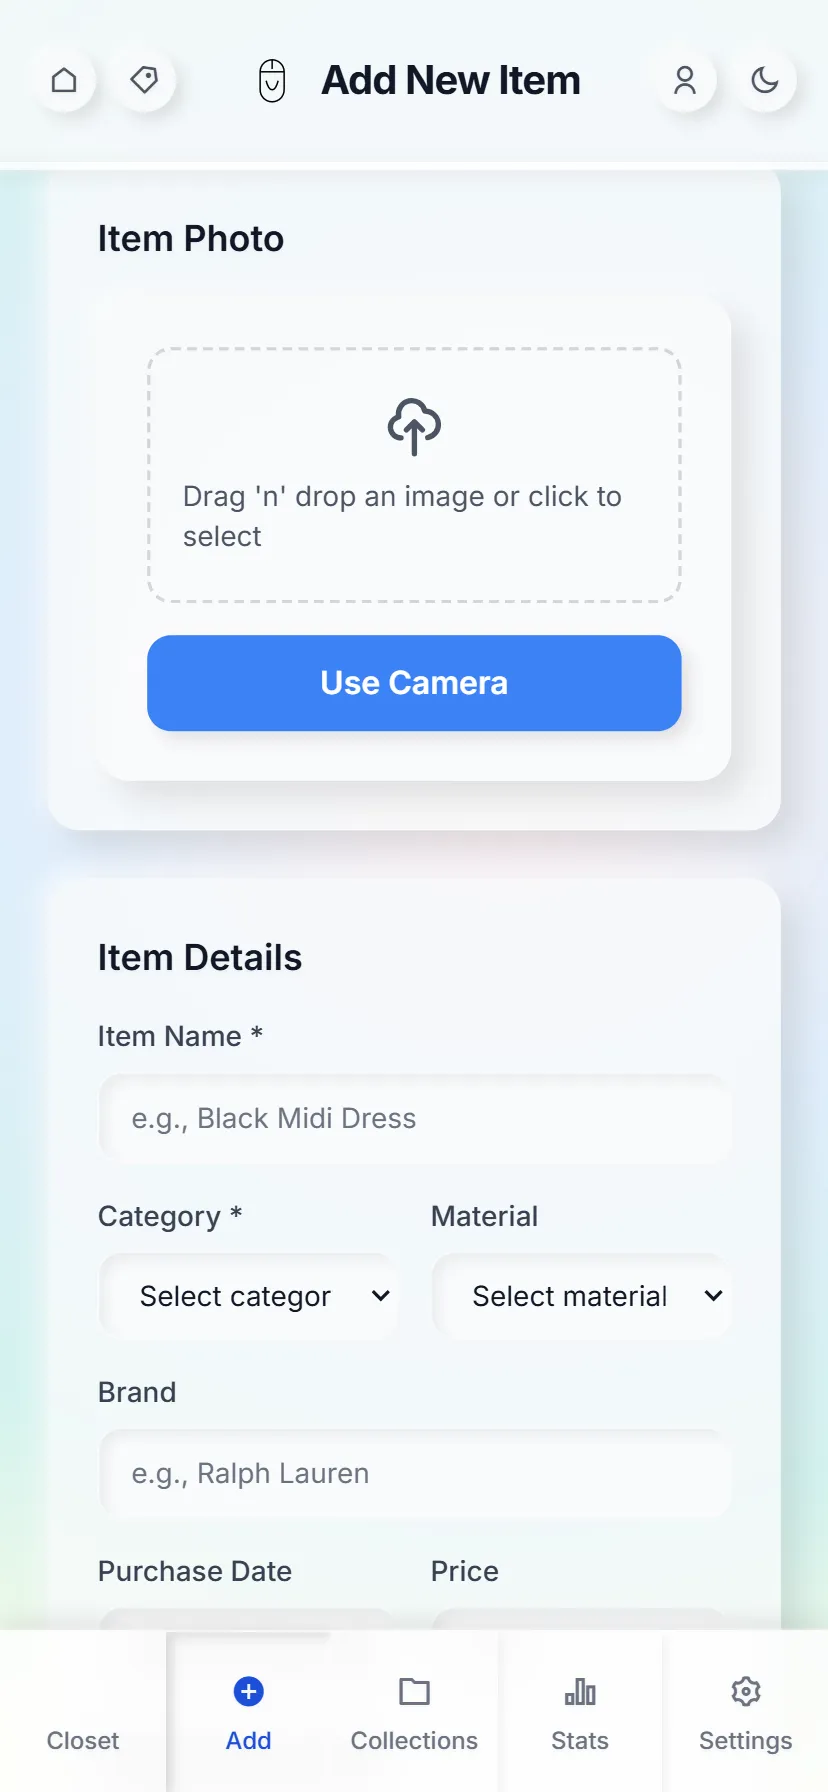 Add New Item
Item Photo
Drag 'n' drop an image or click to
select
Use Camera
Item Details
Item Name *
e.g., Black Midi Dress
Category *
Material
Select categor
Select material
Brand
e.g., Ralph Lauren
Purchase Date
Price
Closet
Add
Collections
Stats
Settings